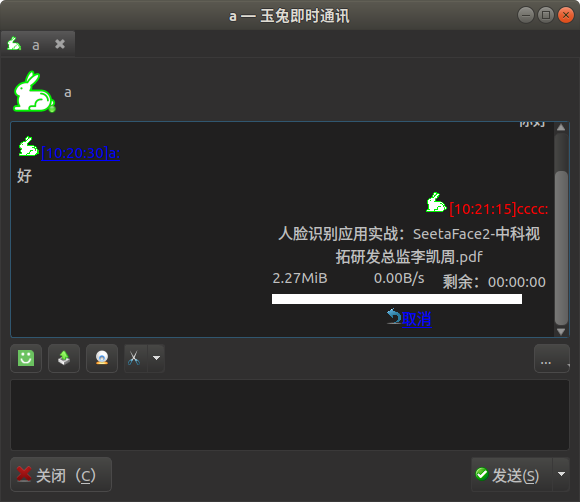 a — 玉兔即时通讯
a
a
[10:20:30]a:
好
[10:21:15]cccc:
人脸识别应用实战：SeetaFace2-中科视
拓研发总监李凯周.pdf
2.27MiB 0.00B/s 剩余：00:00:00
取消
...
关闭（C） 发送(S)